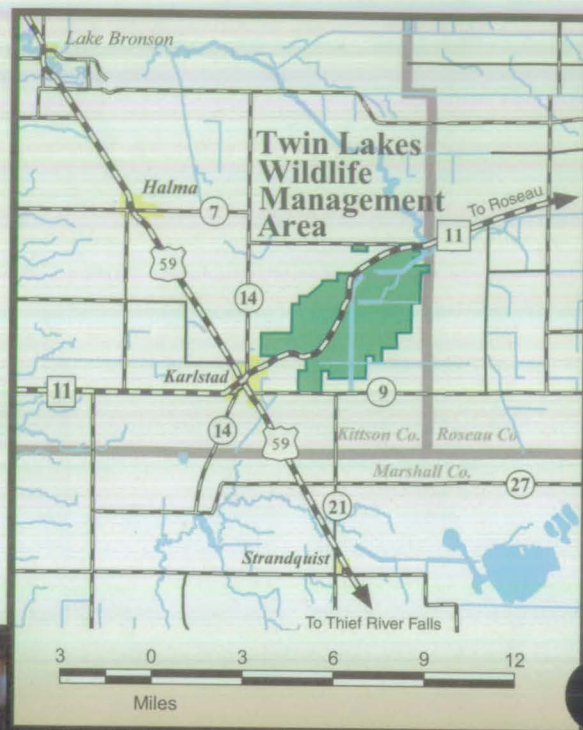 Lake Bronson
Twin Lakes
Wildlife
Management
Area
Halma
7
To Roseau
11
59
14
Karlstad
11
9
14
59
Kittson Co.
Roseau Co
Marshall Co.
27
21
Strandquist
To Thief River Falls
3 0 3 6 9 12
Miles